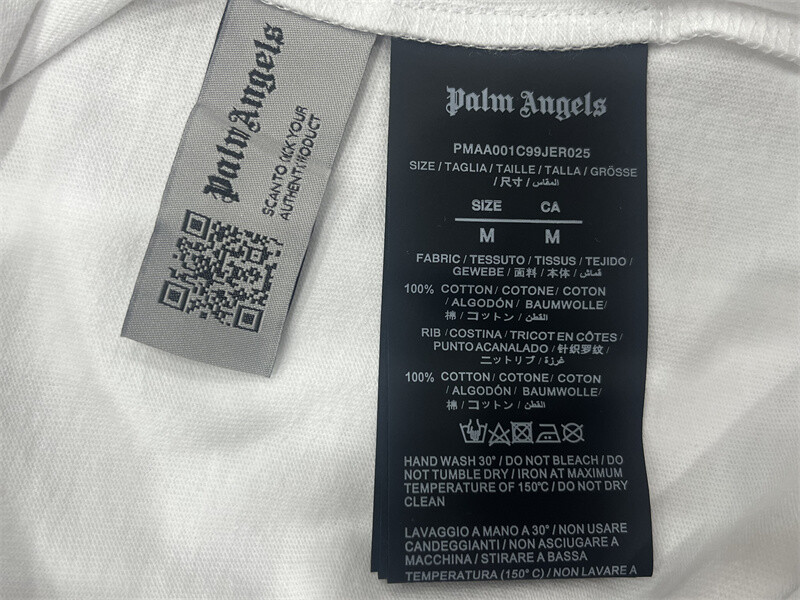 Palm Angels
SCAN TO CK YOUR
AUTHENT PRODUCT
Palm Angels
PMAA001C99JER025
SIZE / TAGLIA / TAILLE / TALLA / GRÖSSE
/ 尺寸 / المقاس
SIZE CA
M M
FABRIC / TESSUTO / TISSUS / TEJIDO /
GEWEBE / 面料 / 本体 / قماش
100% COTTON / COTONE / COTON
/ ALGODÓN / BAUMWOLLE /
棉 / コットン / القطن
RIB / COSTINA / TRICOT EN CÔTES /
PUNTO ACANALADO / 针织罗纹 /
ニットリブ / غرزة
100% COTTON / COTONE / COTON
/ ALGODÓN / BAUMWOLLE /
棉 / コットン / القطن
HAND WASH 30° / DO NOT BLEACH / DO
NOT TUMBLE DRY / IRON AT MAXIMUM
TEMPERATURE OF 150℃ / DO NOT DRY
CLEAN
LAVAGGIO A MANO A 30° / NON USARE
CANDEGGIANTI / NON ASCIUGARE A
MACCHINA / STIRARE A BASSA
TEMPERATURA (150°C) / NON LAVARE A